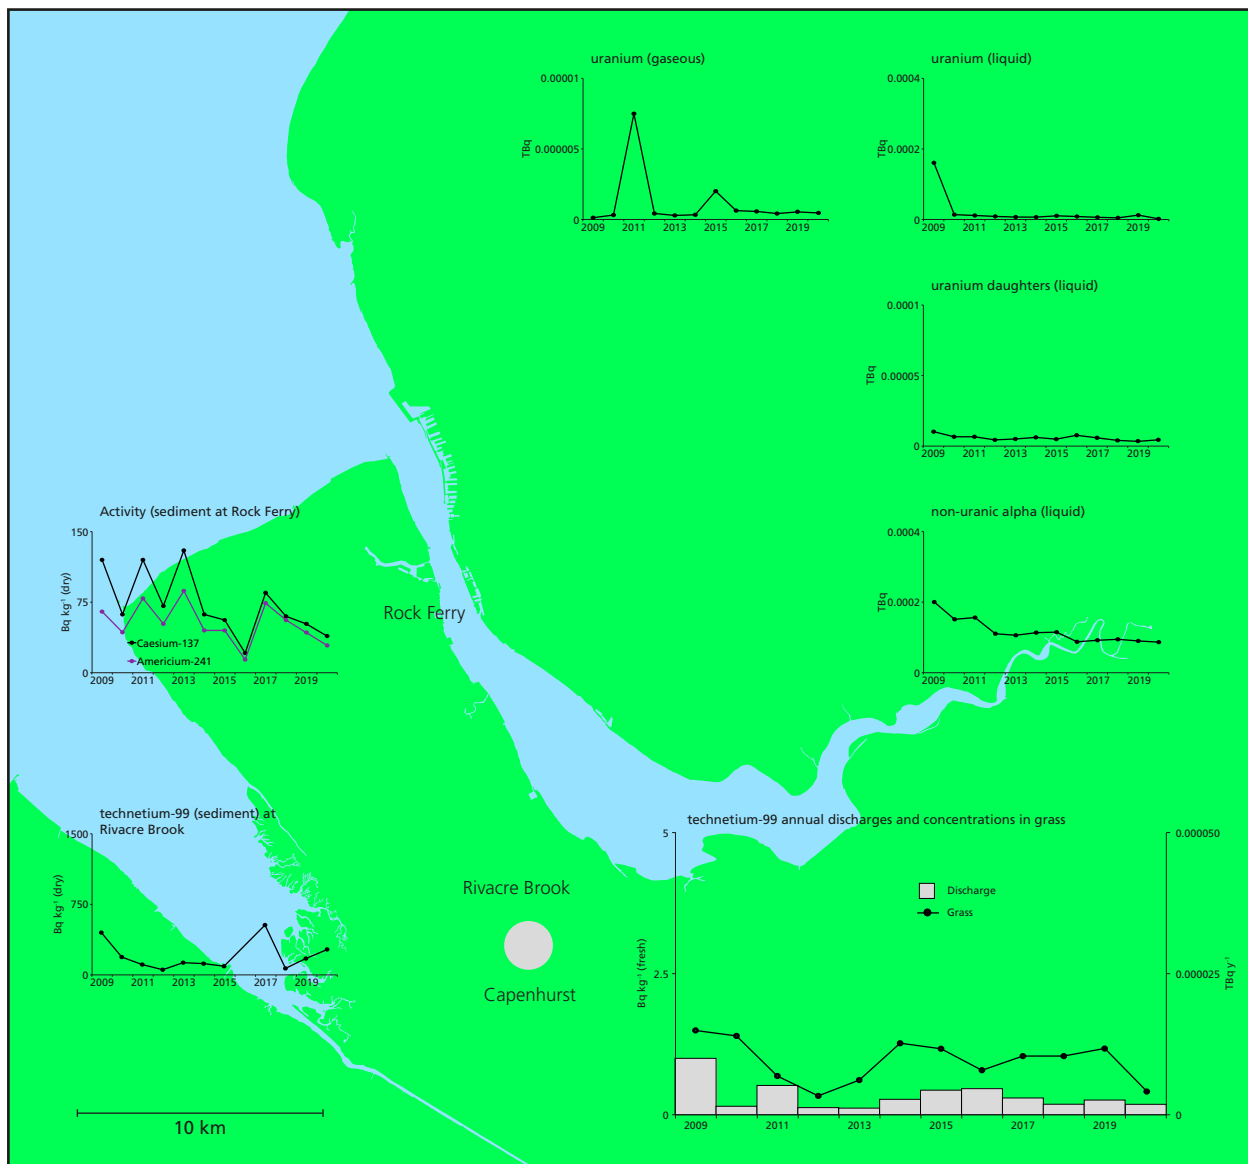 uranium (gaseous)
0.00001
0.000005
0
TBq
2009 2011 2013 2015 2017 2019
uranium (liquid)
0.0004
0.0002
0
TBq
2009 2011 2013 2015 2017 2019
uranium daughters (liquid)
0.0001
0.00005
0
TBq
2009 2011 2013 2015 2017 2019
Activity (sediment at Rock Ferry)
150
75
0
Bq kg⁻¹ (dry)
Caesium-137
Americium-241
2009 2011 2013 2015 2017 2019
Rock Ferry
non-uranic alpha (liquid)
0.0004
0.0002
0
TBq
2009 2011 2013 2015 2017 2019
technetium-99 (sediment) at
Rivacre Brook
1500
750
0
Bq kg⁻¹ (dry)
2009 2011 2013 2015 2017 2019
Rivacre Brook
Capenhurst
technetium-99 annual discharges and concentrations in grass
5
2.5
0
Bq kg⁻¹ (fresh)
Discharge
Grass
0.000050
0.000025
0
TBq y⁻¹
2009 2011 2013 2015 2017 2019
10 km